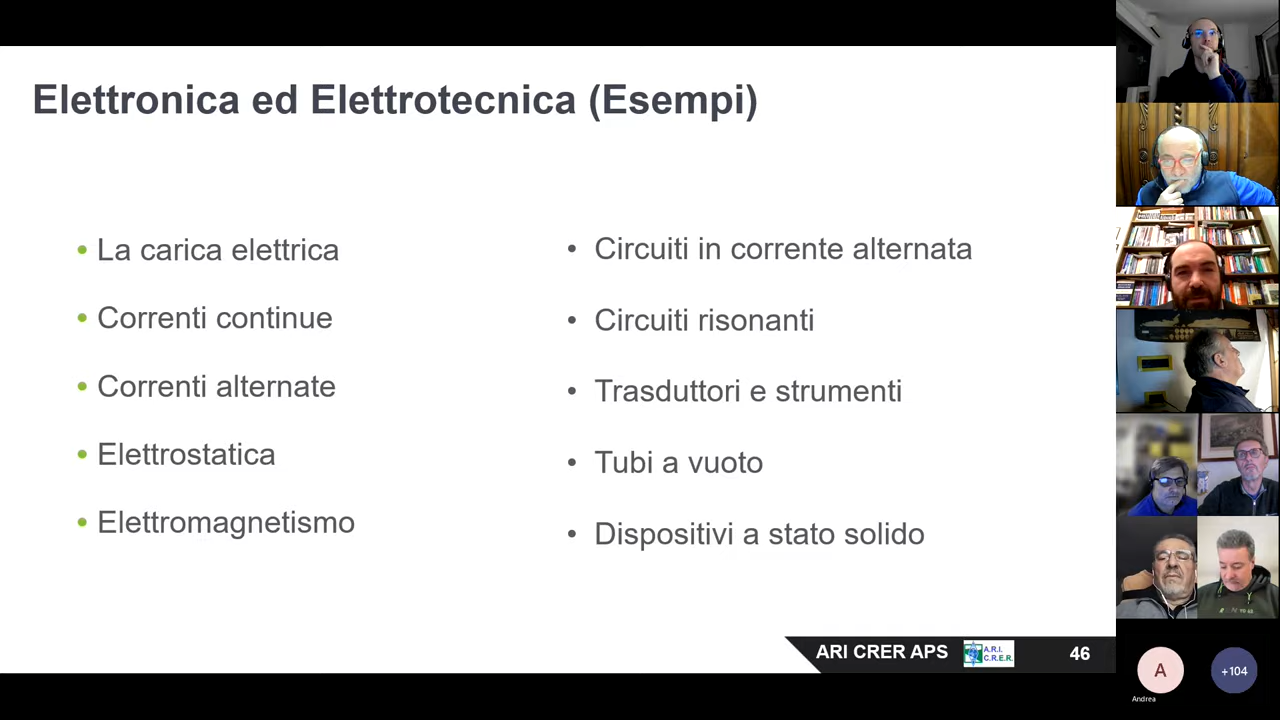 Elettronica ed Elettrotecnica (Esempi)
• La carica elettrica
• Correnti continue
• Correnti alternate
• Elettrostatica
• Elettromagnetismo
• Circuiti in corrente alternata
• Circuiti risonanti
• Trasduttori e strumenti
• Tubi a vuoto
• Dispositivi a stato solido
ARI CRER APS
A.R.I.
C.R.E.R.
46
A
Andrea
+104